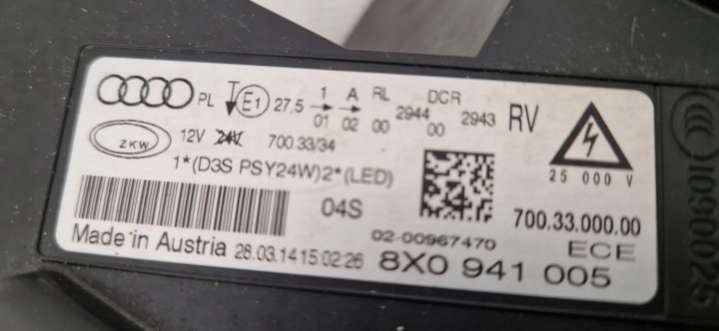 PL E1 27.5 1 A RL DCR
01 02 00 2944 00 2943 RV
ZKW 12V 24V 700.33/34
1*(D3S PSY24W)2*(LED)
25 000 V
04S
700.33.000.00
02-00967470
ECE
Made in Austria 28.03.14 15:02:26 8X0 941 005
1090025